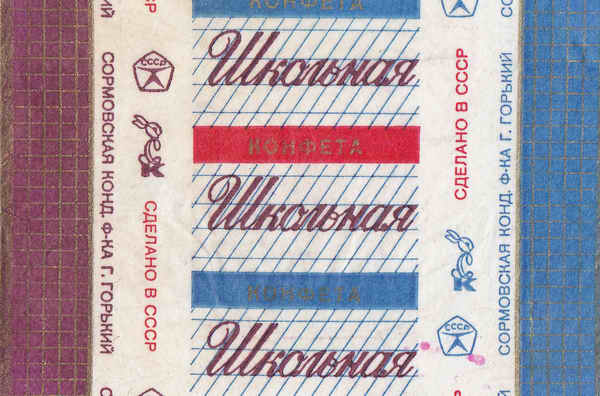 КОНФЕТА
Школьная
КОНФЕТА
Школьная
КОНФЕТА
Школьная
СССР
СОРМОВСКАЯ КОНД. Ф-КА Г. ГОРЬКИЙ
СДЕЛАНО В СССР
СДЕЛАНО В СССР
СОРМОВСКАЯ КОНД. Ф-КА Г. ГОРЬКИЙ
СССР